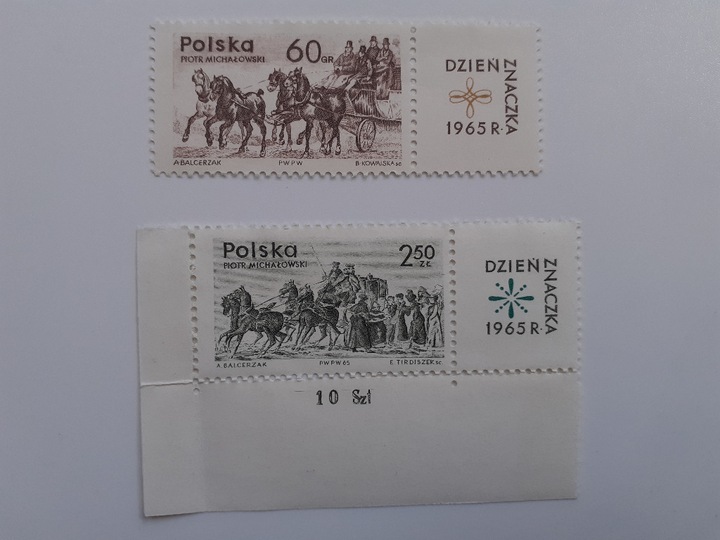 Polska
PIOTR MICHAŁOWSKI
60 GR
A. BALCERZAK
PWPW
B. KOWALSKA sc.
DZIEŃ
ZNACZKA
1965 R.
Polska
PIOTR MICHAŁOWSKI
2 50 ZŁ
A. BALCERZAK
PWPW 65
E. TIRDISZEK sc.
DZIEŃ
ZNACZKA
1965 R.
10 Szt